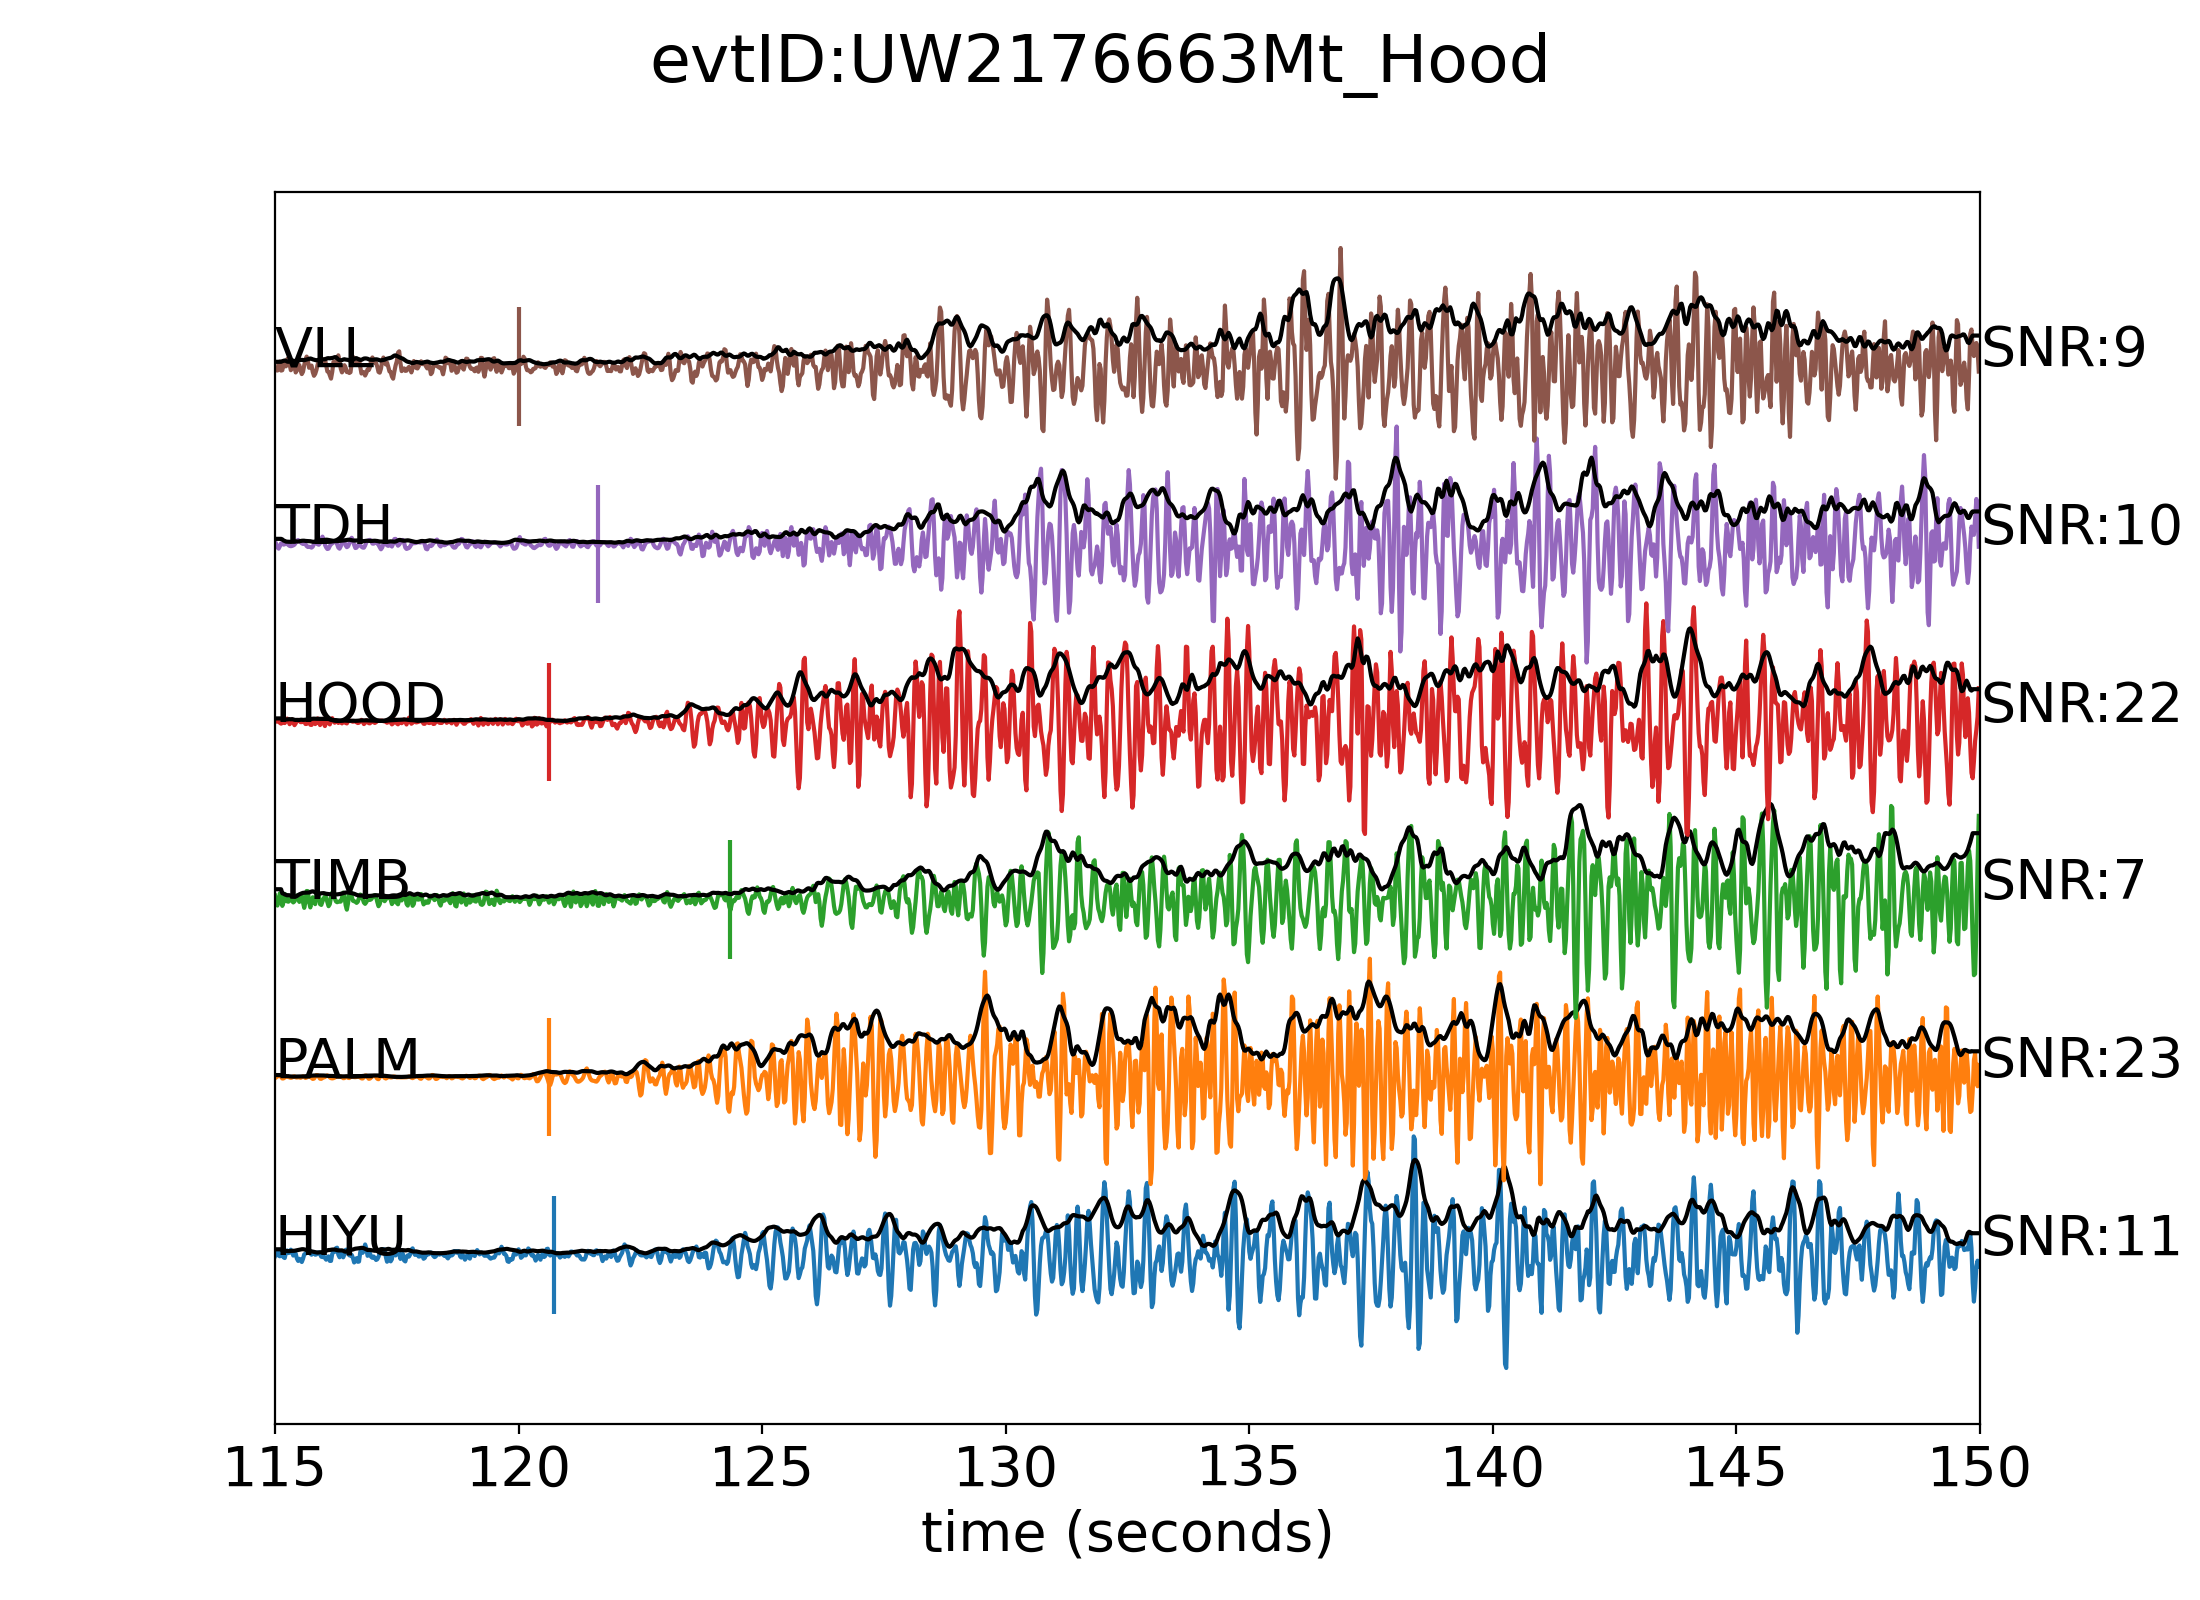 evtID:UW2176663Mt_Hood
VLL SNR:9
TDH SNR:10
HOOD SNR:22
TIMB SNR:7
PALM SNR:23
HIYU SNR:11
115 120 125 130 135 140 145 150
time (seconds)